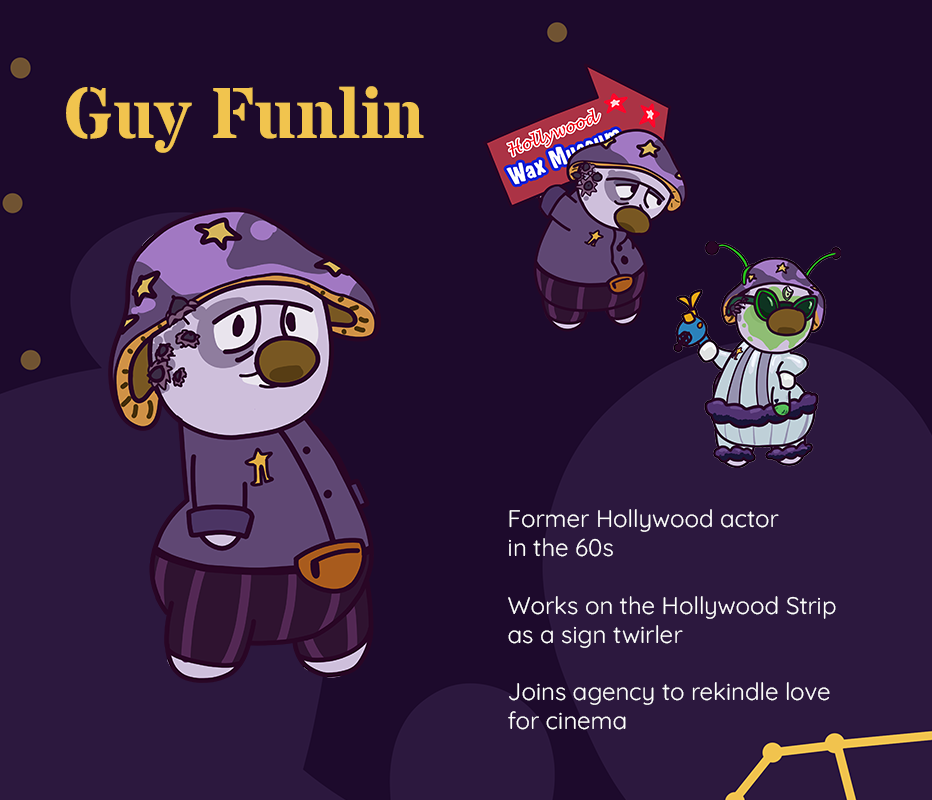 Guy Funlin
Hollywood
Wax Museum
Former Hollywood actor
in the 60s
Works on the Hollywood Strip
as a sign twirler
Joins agency to rekindle love
for cinema